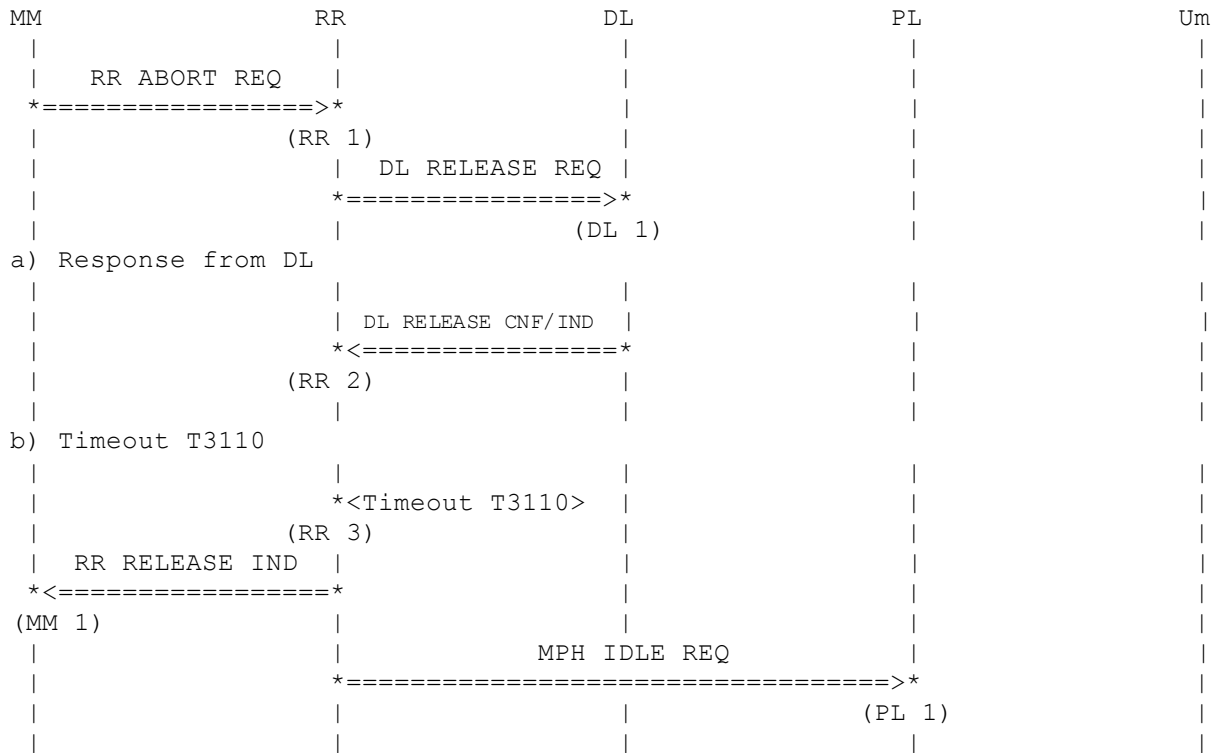 MM RR DL PL Um
| | | | |
| RR ABORT REQ | | | |
*=================>* | | |
| (RR 1) | | |
| | DL RELEASE REQ | | |
| *================>* | |
| | (DL 1) | |
a) Response from DL
| | | | |
| | DL RELEASE CNF/IND | | |
| *<================* | |
| (RR 2) | | |
| | | | |
b) Timeout T3110
| | | | |
| *<Timeout T3110> | | |
| (RR 3) | | |
| RR RELEASE IND | | | |
*<=================* | | |
(MM 1) | | | |
| | MPH IDLE REQ | |
| *==================================>* |
| | | (PL 1) |
| | | | |